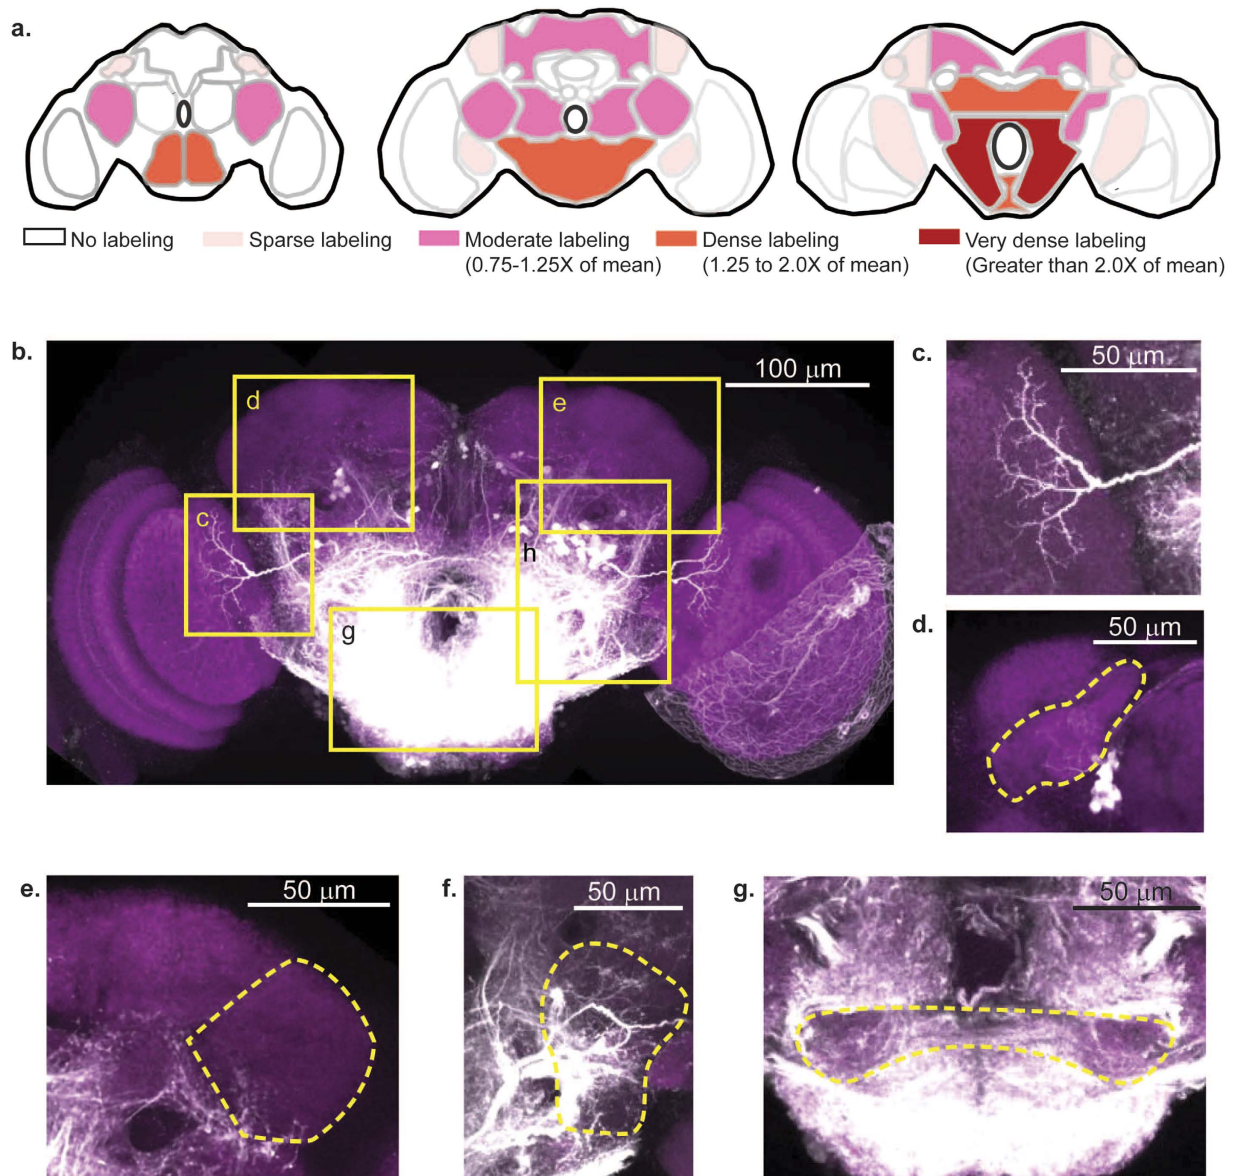 a.
No labeling
Sparse labeling
Moderate labeling
(0.75-1.25X of mean)
Dense labeling
(1.25 to 2.0X of mean)
Very dense labeling
(Greater than 2.0X of mean)
b.
d
e
100 μm
c
h
g
c.
50 μm
d.
50 μm
e.
50 μm
f.
50 μm
g.
50 μm